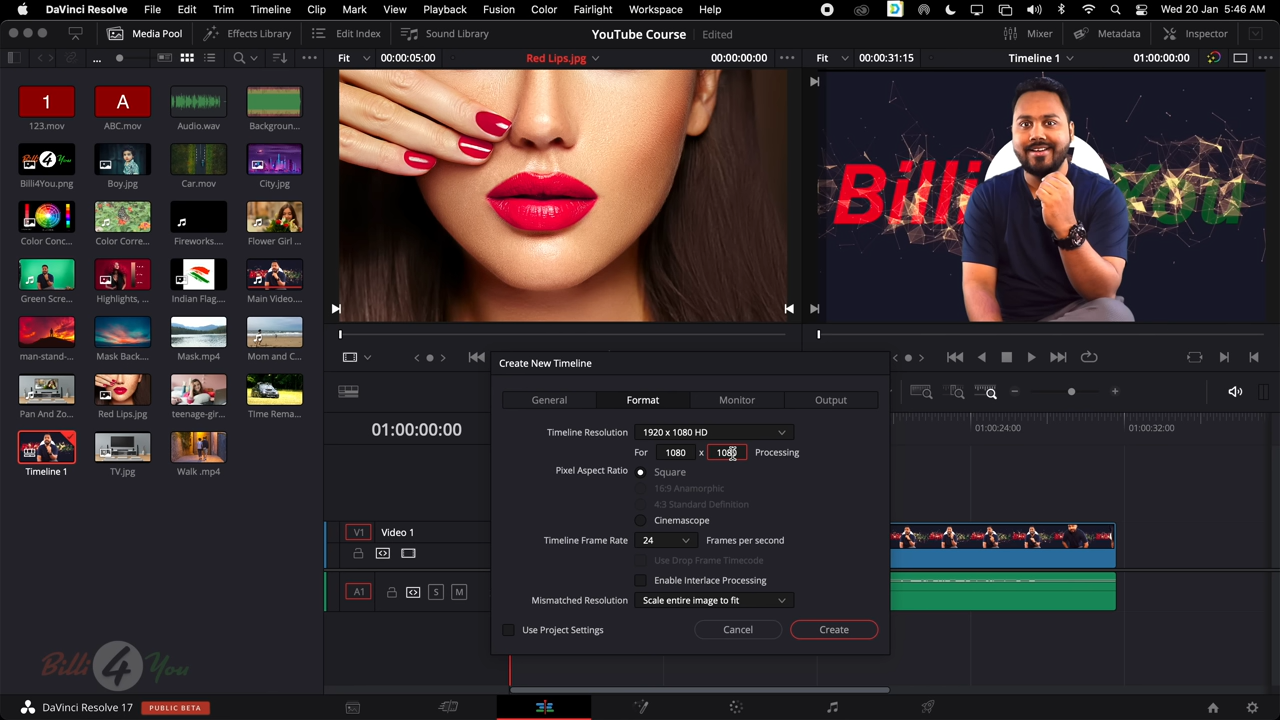 DaVinci Resolve File Edit Trim Timeline Clip Mark View Playback Fusion Color Fairlight Workspace Help Wed 20 Jan 5:46 AM
Media Pool Effects Library Edit Index Sound Library YouTube Course Edited Mixer Metadata Inspector
... Fit 00:00:05:00 Red Lips.jpg 00:00:00:00 ... Fit 00:00:31:15 Timeline 1 01:00:00:00 ...
1 A
123.mov ABC.mov Audio.wav Backgroun...
Billi 4 You
Billi4You.png Boy.jpg Car.mov City.jpg
Color Conc... Color Corre... Fireworks.... Flower Girl ...
Green Scre... Highlights, ... Indian Flag.... Main Video....
man-stand-... Mask Back.... Mask.mp4 Mom and C...
Pan And Zo... Red Lips.jpg teenage-gir... TIme Rema...
Timeline 1 TV.jpg Walk .mp4
Billi You
Create New Timeline
General Format Monitor Output
01:00:00:00
01:00:24:00 01:00:32:00
Timeline Resolution 1920 x 1080 HD
For 1080 x 1080 Processing
Pixel Aspect Ratio Square
16:9 Anamorphic
4:3 Standard Definition
Cinemascope
V1 Video 1
Timeline Frame Rate 24 Frames per second
Use Drop Frame Timecode
Enable Interlace Processing
A1 S M
Mismatched Resolution Scale entire image to fit
Use Project Settings Cancel Create
Billi 4 You
DaVinci Resolve 17 PUBLIC BETA